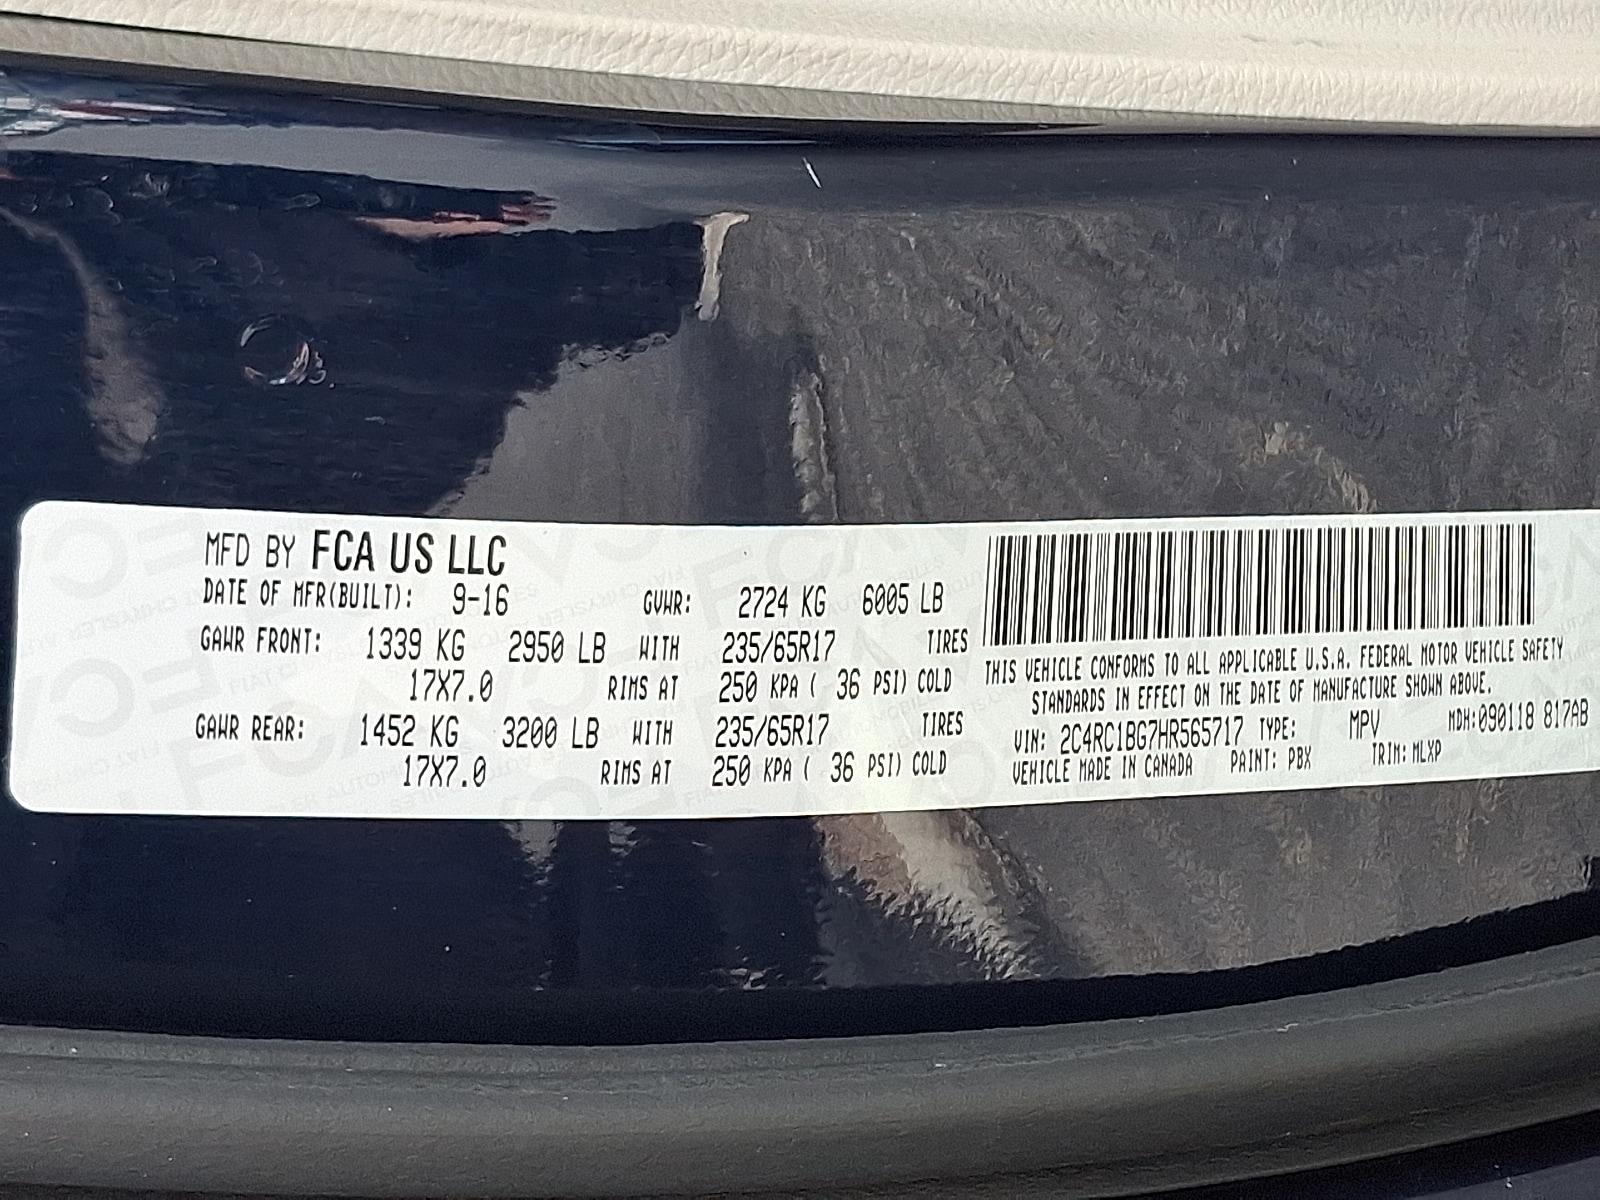 MFD BY FCA US LLC
DATE OF MFR(BUILT): 9-16 GVWR: 2724 KG 6005 LB
GAWR FRONT: 1339 KG 2950 LB WITH 235/65R17 TIRES
17X7.0 RIMS AT 250 KPA ( 36 PSI) COLD
GAWR REAR: 1452 KG 3200 LB WITH 235/65R17 TIRES
17X7.0 RIMS AT 250 KPA ( 36 PSI) COLD
THIS VEHICLE CONFORMS TO ALL APPLICABLE U.S.A. FEDERAL MOTOR VEHICLE SAFETY
STANDARDS IN EFFECT ON THE DATE OF MANUFACTURE SHOWN ABOVE.
VIN: 2C4RC1BG7HR565717 TYPE: MPV MDH:090118 817AB
VEHICLE MADE IN CANADA PAINT: PBX TRIM: MLXP